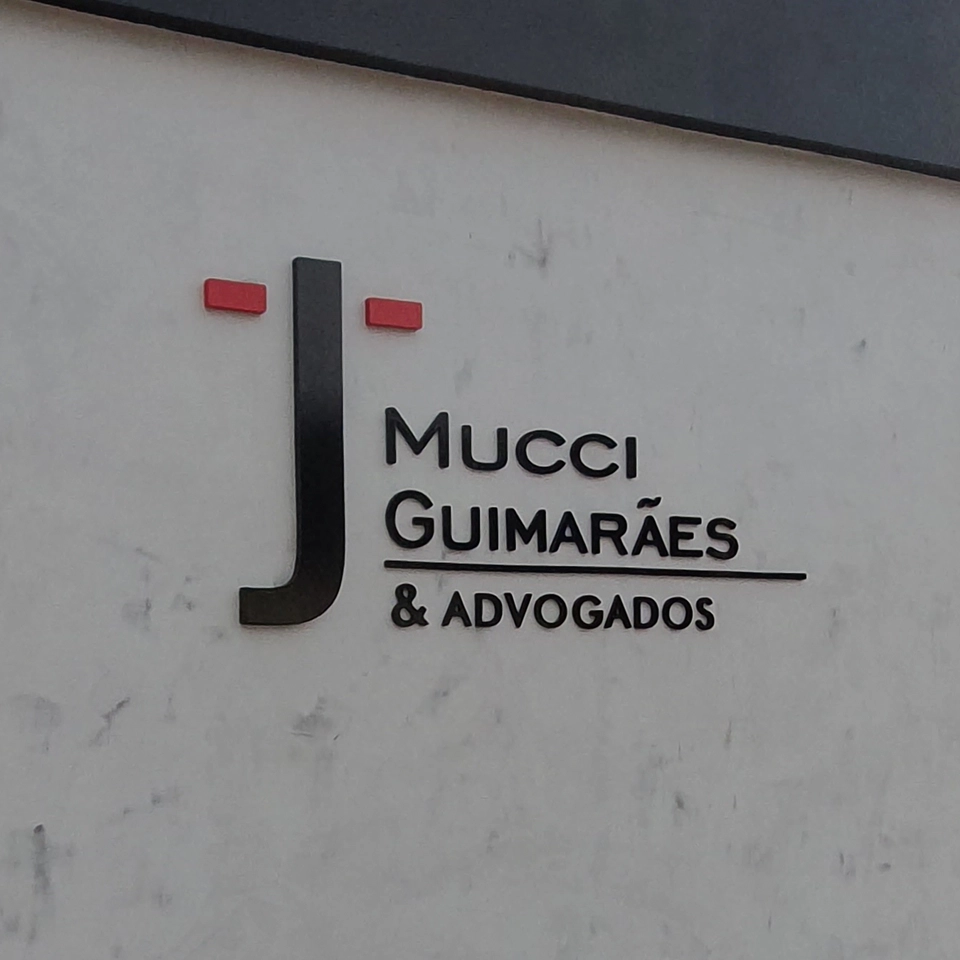 J
MUCCI
GUIMARÃES
& ADVOGADOS